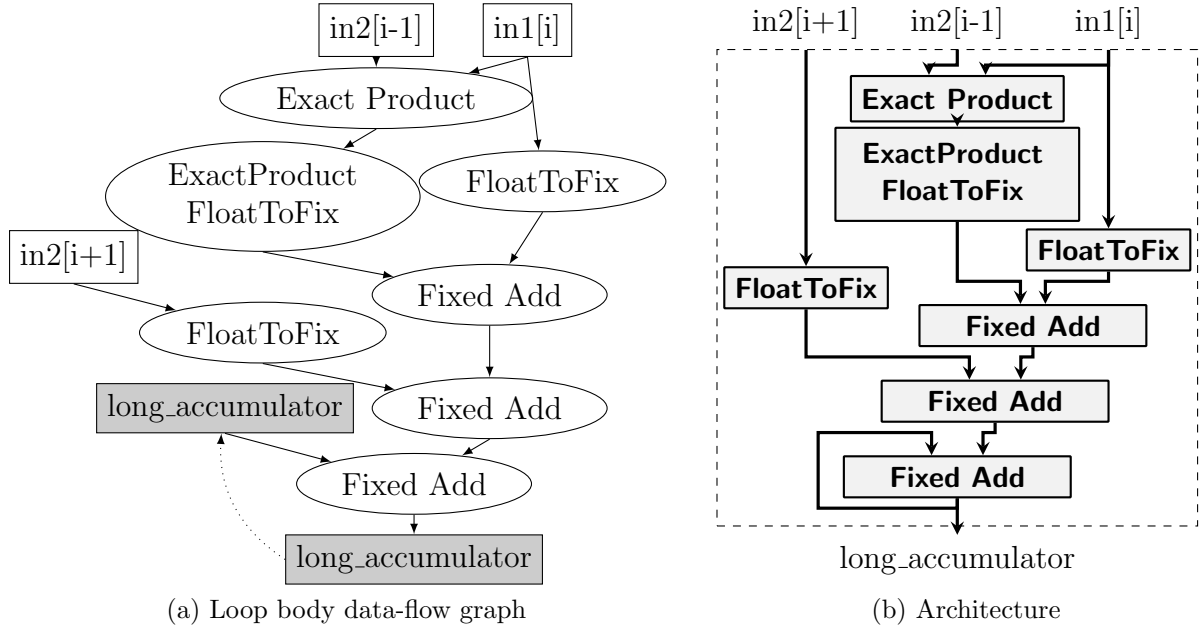 in2[i-1]
in1[i]
Exact Product
ExactProduct
FloatToFix
FloatToFix
in2[i+1]
Fixed Add
FloatToFix
long_accumulator
Fixed Add
Fixed Add
long_accumulator
(a) Loop body data-flow graph
in2[i+1]
in2[i-1]
in1[i]
Exact Product
ExactProduct
FloatToFix
FloatToFix
FloatToFix
Fixed Add
Fixed Add
Fixed Add
long_accumulator
(b) Architecture